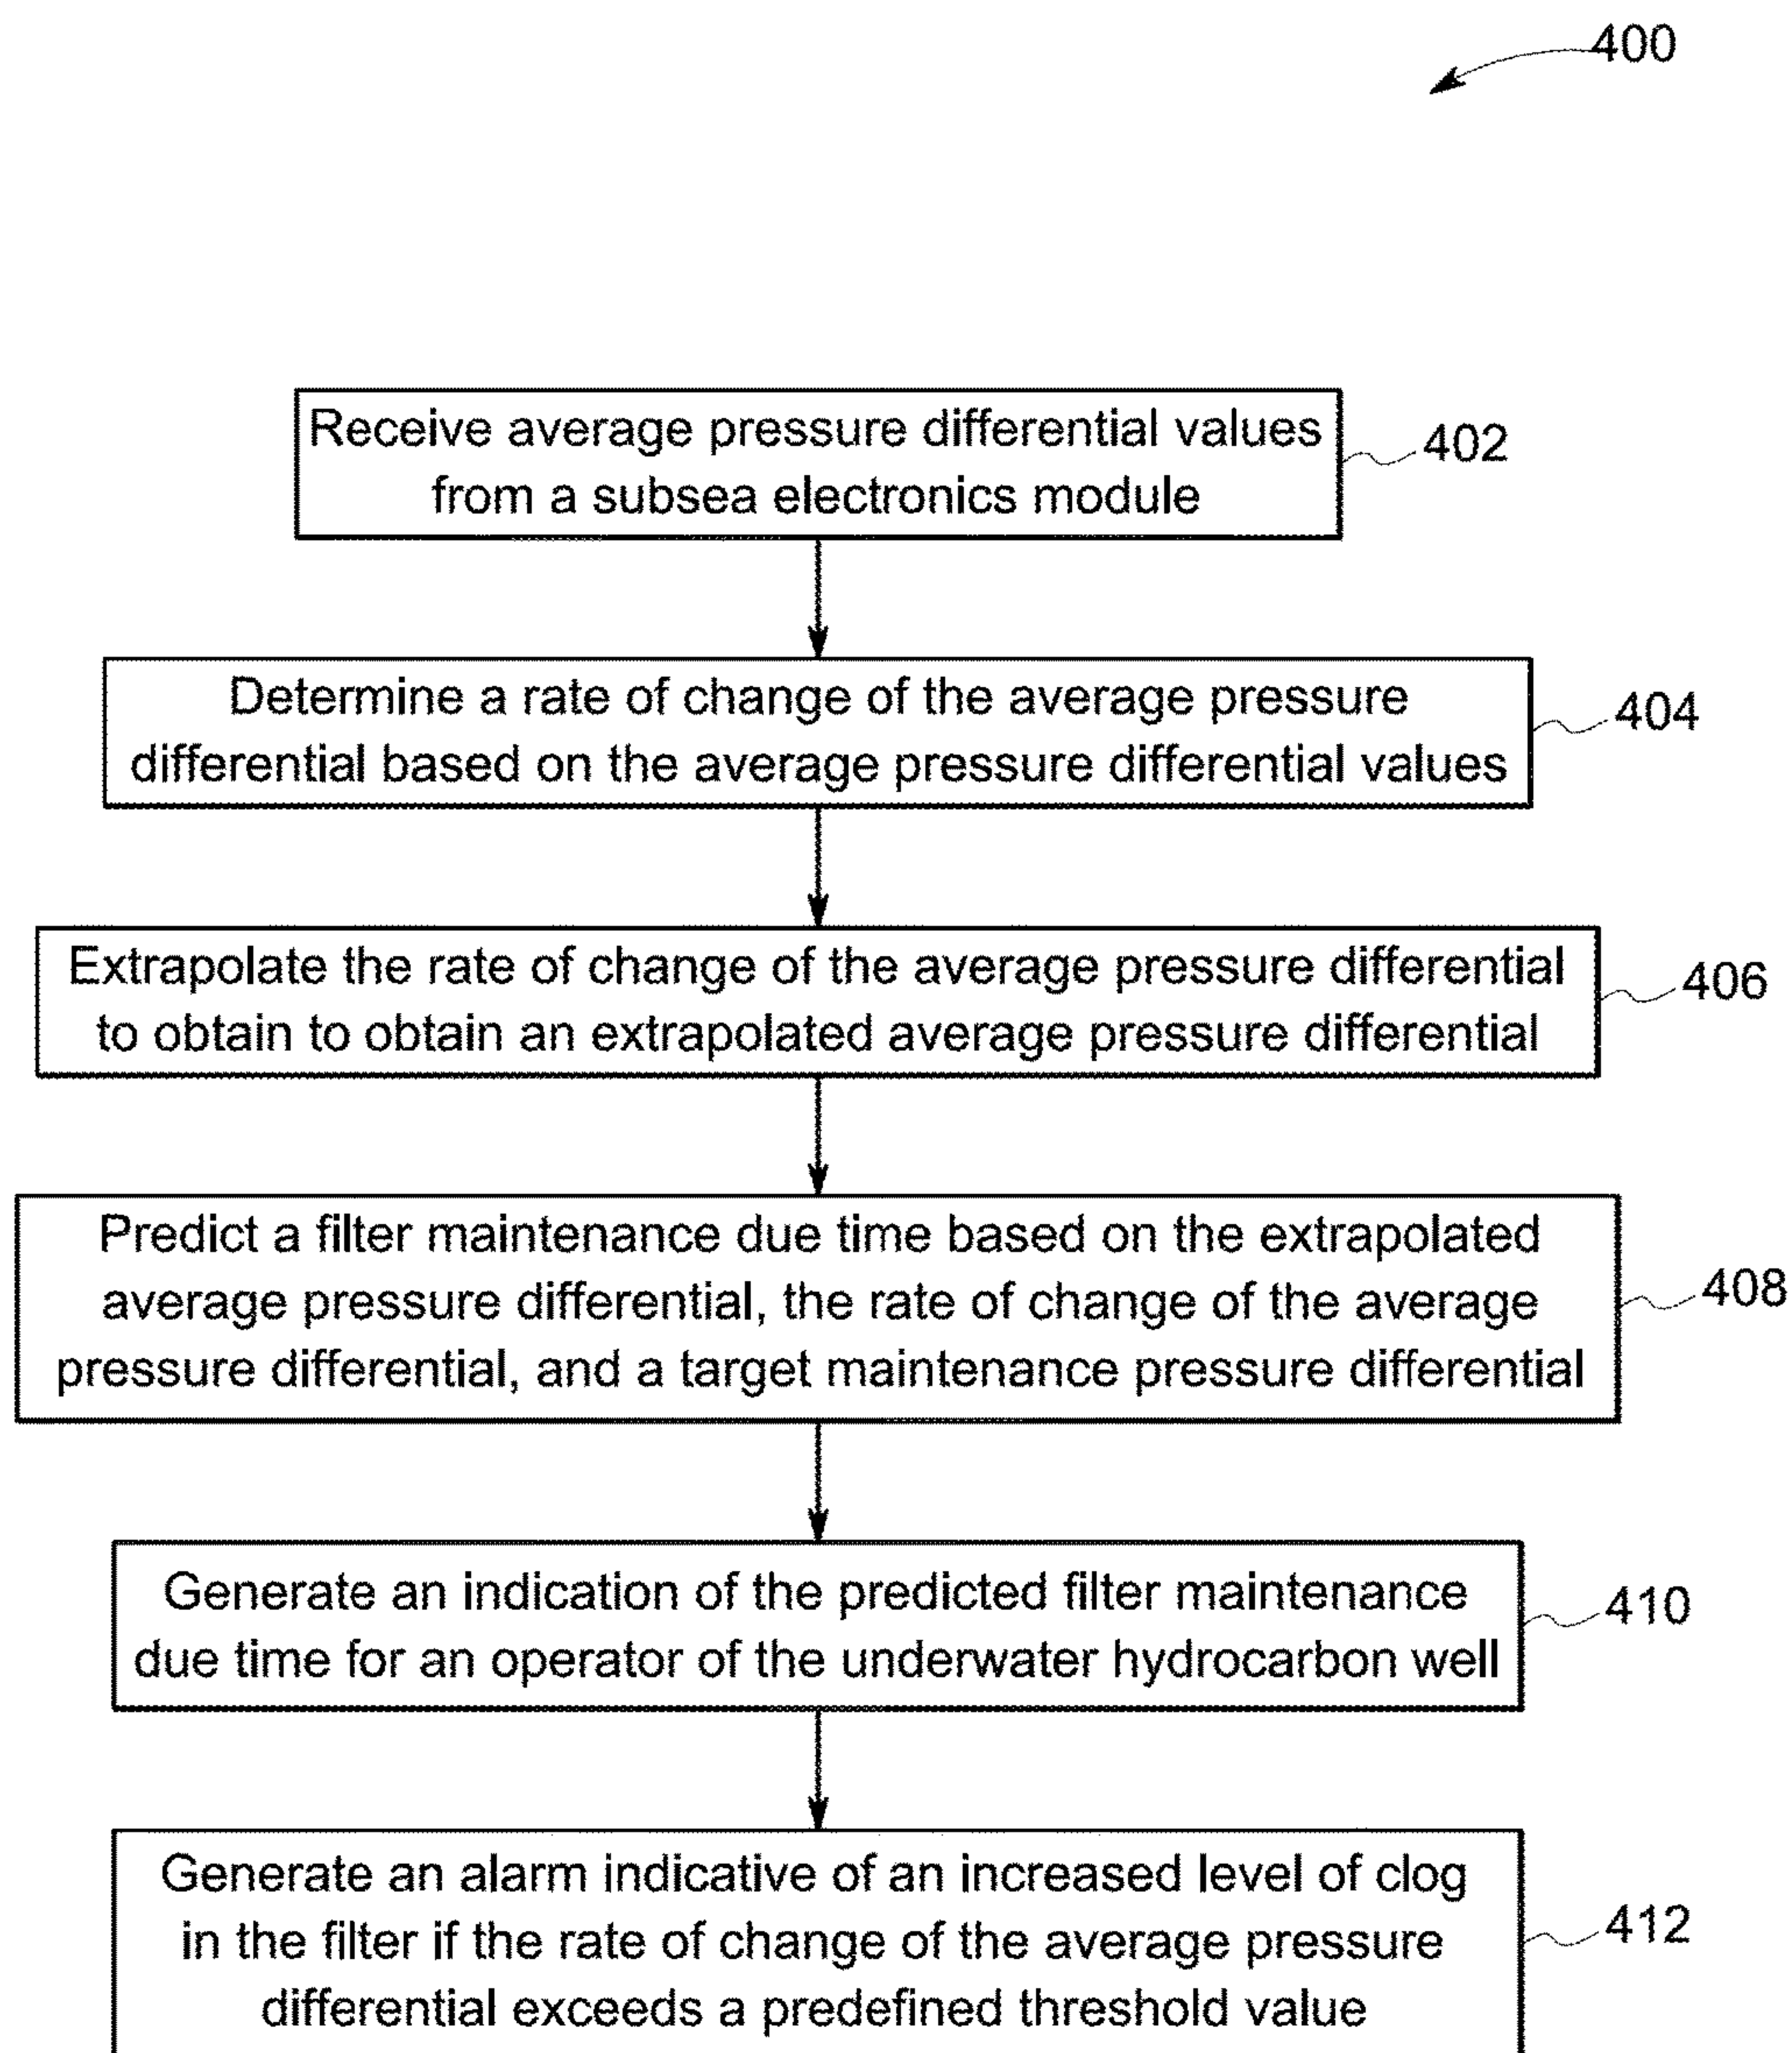 400
Receive average pressure differential values
from a subsea electronics module
402
Determine a rate of change of the average pressure
differential based on the average pressure differential values
404
Extrapolate the rate of change of the average pressure differential
to obtain to obtain an extrapolated average pressure differential
406
Predict a filter maintenance due time based on the extrapolated
average pressure differential, the rate of change of the average
pressure differential, and a target maintenance pressure differential
408
Generate an indication of the predicted filter maintenance
due time for an operator of the underwater hydrocarbon well
410
Generate an alarm indicative of an increased level of clog
in the filter if the rate of change of the average pressure
differential exceeds a predefined threshold value
412